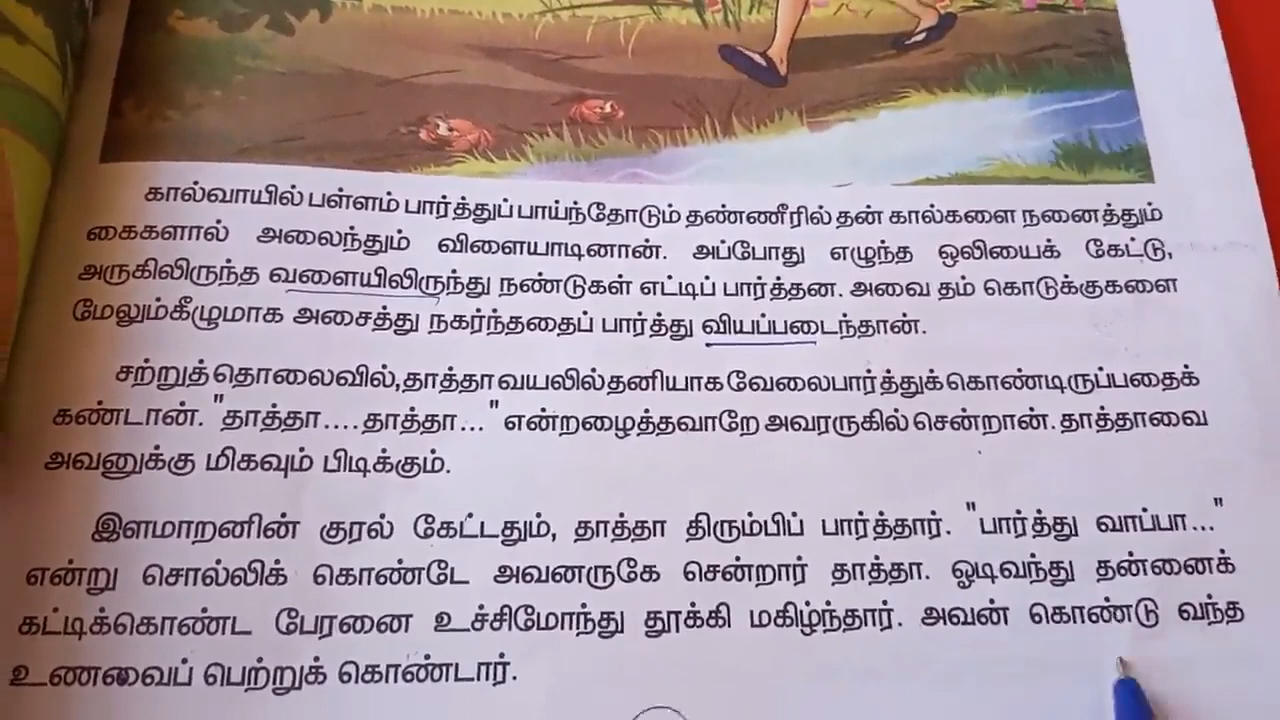 கால்வாயில் பள்ளம் பார்த்துப் பாய்ந்தோடும் தண்ணீரில் தன் கால்களை நனைத்தும்
கைகளால் அலைந்தும் விளையாடினான். அப்போது எழுந்த ஒலியைக் கேட்டு,
அருகிலிருந்த வளையிலிருந்து நண்டுகள் எட்டிப் பார்த்தன. அவை தம் கொடுக்குகளை
மேலும்கீழுமாக அசைத்து நகர்ந்ததைப் பார்த்து வியப்படைந்தான்.
சற்றுத் தொலைவில், தாத்தா வயலில் தனியாக வேலைபார்த்துக் கொண்டிருப்பதைக்
கண்டான். "தாத்தா.... தாத்தா..." என்றழைத்தவாறே அவரருகில் சென்றான். தாத்தாவை
அவனுக்கு மிகவும் பிடிக்கும்.
இளமாறனின் குரல் கேட்டதும், தாத்தா திரும்பிப் பார்த்தார். "பார்த்து வாப்பா..."
என்று சொல்லிக் கொண்டே அவனருகே சென்றார் தாத்தா. ஓடிவந்து தன்னைக்
கட்டிக்கொண்ட பேரனை உச்சிமோந்து தூக்கி மகிழ்ந்தார். அவன் கொண்டு வந்த
உணவைப் பெற்றுக் கொண்டார்.